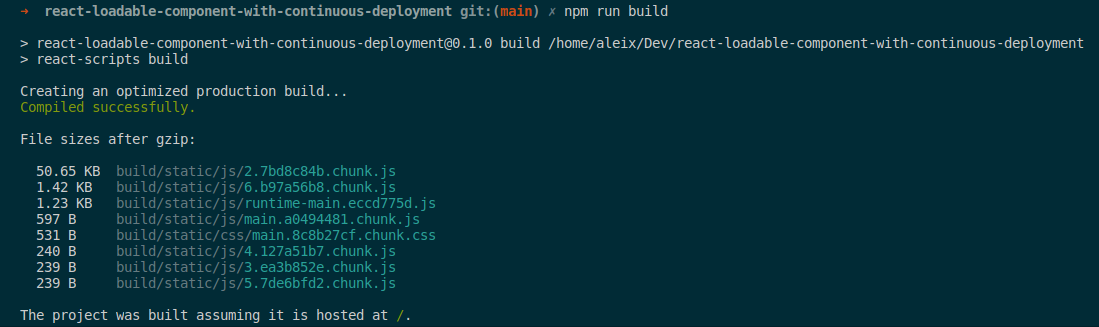 ➜  react-loadable-component-with-continuous-deployment git:(main) ✗ npm run build
> react-loadable-component-with-continuous-deployment@0.1.0 build /home/aleix/Dev/react-loadable-component-with-continuous-deployment
> react-scripts build
Creating an optimized production build...
Compiled successfully.
File sizes after gzip:
50.65 KB  build/static/js/2.7bd8c84b.chunk.js
1.42 KB   build/static/js/6.b97a56b8.chunk.js
1.23 KB   build/static/js/runtime-main.eccd775d.js
597 B     build/static/js/main.a0494481.chunk.js
531 B     build/static/css/main.8c8b27cf.chunk.css
240 B     build/static/js/4.127a51b7.chunk.js
239 B     build/static/js/3.ea3b852e.chunk.js
239 B     build/static/js/5.7de6bfd2.chunk.js
The project was built assuming it is hosted at /.